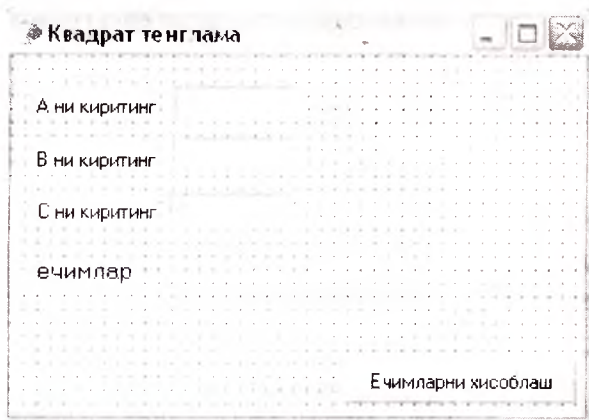 Квадрат тенглама
А ни киритинг
В ни киритинг
С ни киритинг
ечимлар
Ечимларни хисоблаш